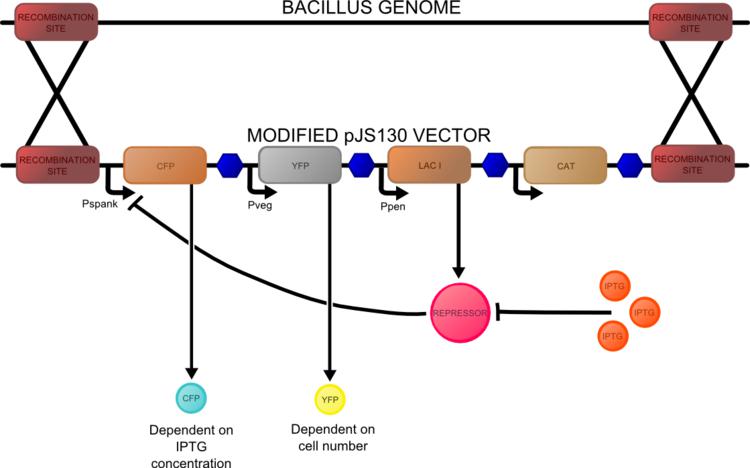 BACILLUS GENOME
RECOMBINATION
SITE
RECOMBINATION
SITE
MODIFIED pJS130 VECTOR
RECOMBINATION
SITE
CFP
YFP
LAC I
CAT
RECOMBINATION
SITE
Pspank
Pveg
Ppen
REPRESSOR
IPTG
IPTG
IPTG
CFP
YFP
Dependent on
IPTG
concentration
Dependent on
cell number